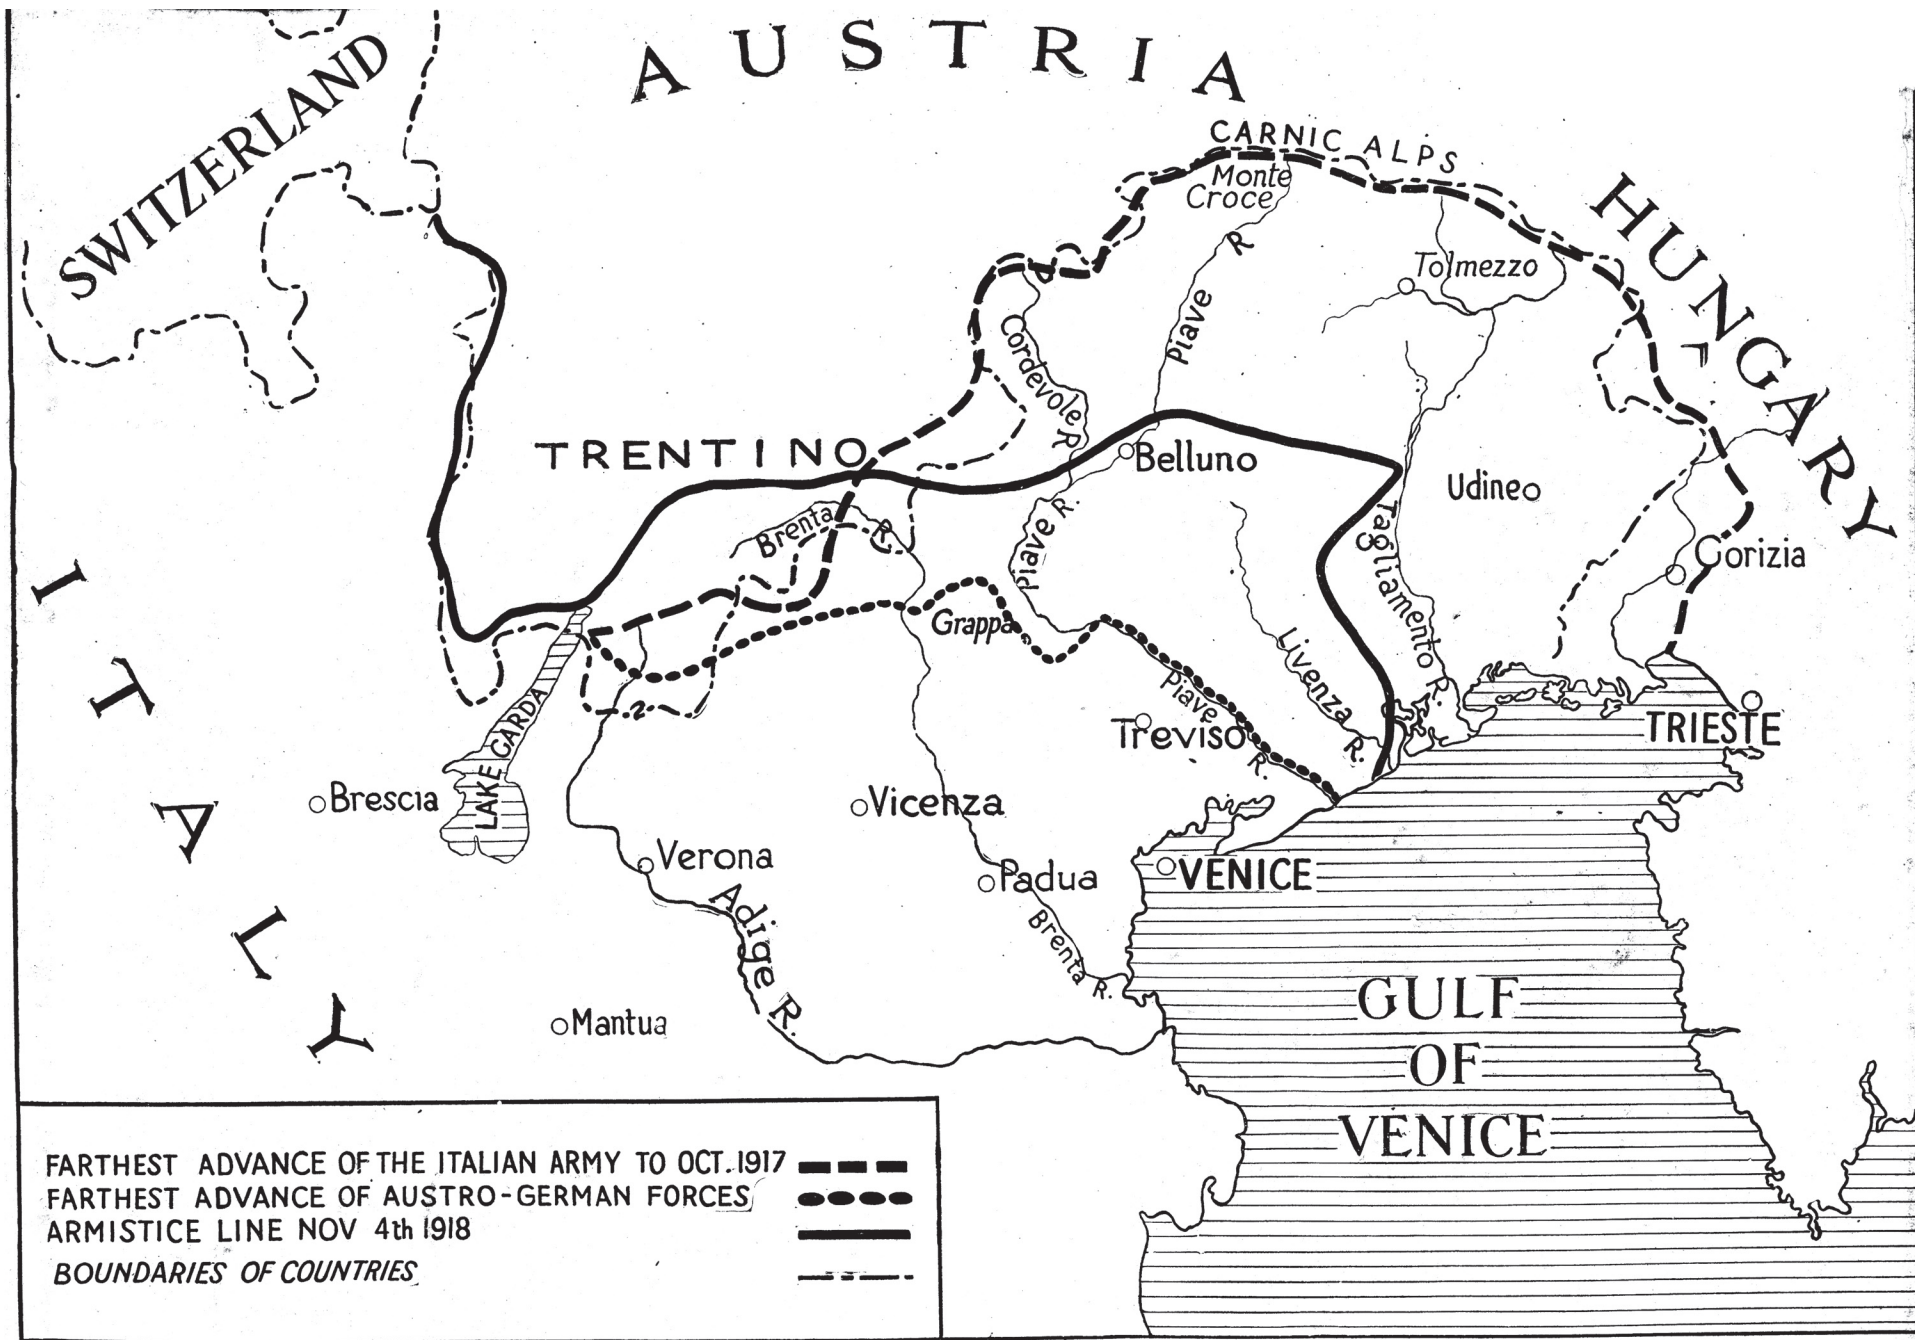 AUSTRIA
SWITZERLAND
CARNIC ALPS
Monte
Croce
HUNGARY
Tolmezzo
Piave R
Cordevole R
TRENTINO
Belluno
Udine
Brenta R.
Piave R.
Tagliamento R.
Gorizia
ITALY
Grappa
Livenza R.
Piave R.
Treviso
TRIESTE
LAKE GARDA
Brescia
Vicenza
Verona
Padua
VENICE
Adige R.
Brenta R.
Mantua
GULF
OF
VENICE
FARTHEST ADVANCE OF THE ITALIAN ARMY TO OCT. 1917
FARTHEST ADVANCE OF AUSTRO-GERMAN FORCES
ARMISTICE LINE NOV 4th 1918
BOUNDARIES OF COUNTRIES